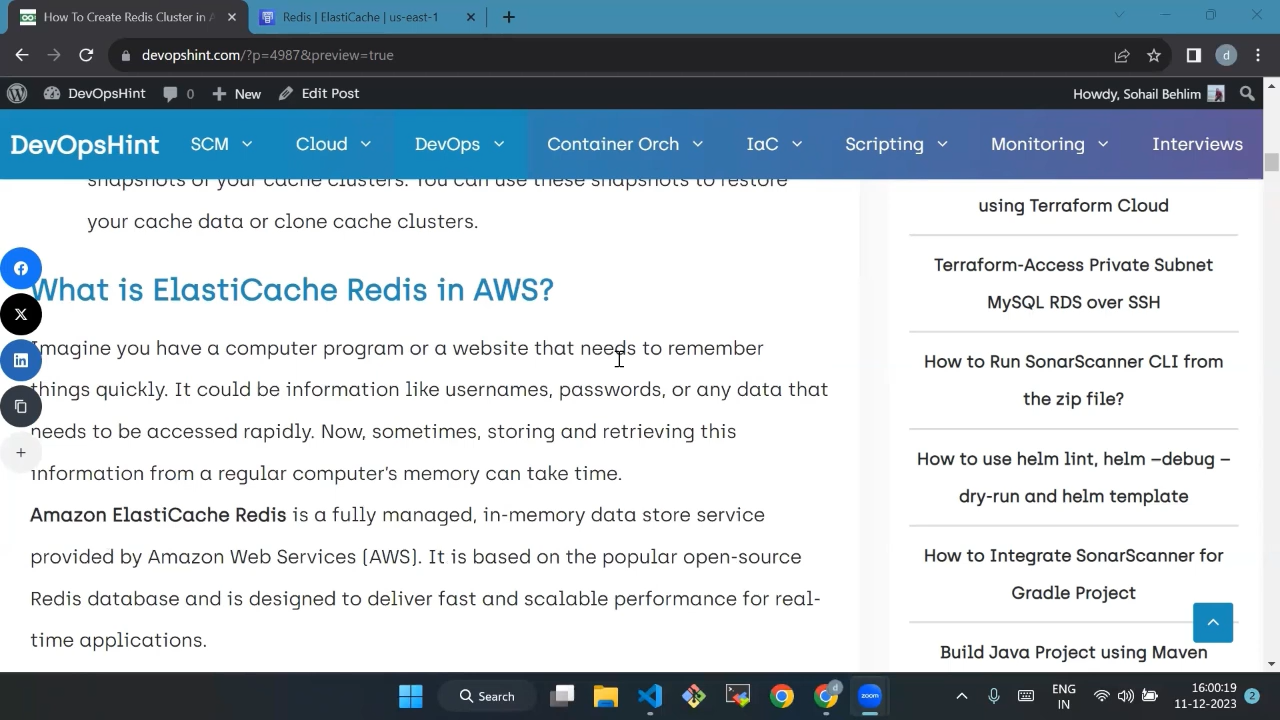 How To Create Redis Cluster in A
Redis | ElastiCache | us-east-1
devopshint.com/?p=4987&preview=true
d
DevOpsHint
0
New
Edit Post
Howdy, Sohail Behlim
DevOpsHint
SCM
Cloud
DevOps
Container Orch
IaC
Scripting
Monitoring
Interviews
snapshots of your cache clusters. You can use these snapshots to restore
your cache data or clone cache clusters.
What is ElastiCache Redis in AWS?
Imagine you have a computer program or a website that needs to remember
things quickly. It could be information like usernames, passwords, or any data that
needs to be accessed rapidly. Now, sometimes, storing and retrieving this
information from a regular computer's memory can take time.
Amazon ElastiCache Redis is a fully managed, in-memory data store service
provided by Amazon Web Services (AWS). It is based on the popular open-source
Redis database and is designed to deliver fast and scalable performance for real-
time applications.
using Terraform Cloud
Terraform-Access Private Subnet
MySQL RDS over SSH
How to Run SonarScanner CLI from
the zip file?
How to use helm lint, helm –debug –
dry-run and helm template
How to Integrate SonarScanner for
Gradle Project
Build Java Project using Maven
Search
d
zoom
ENG
IN
16:00:19
11-12-2023
2